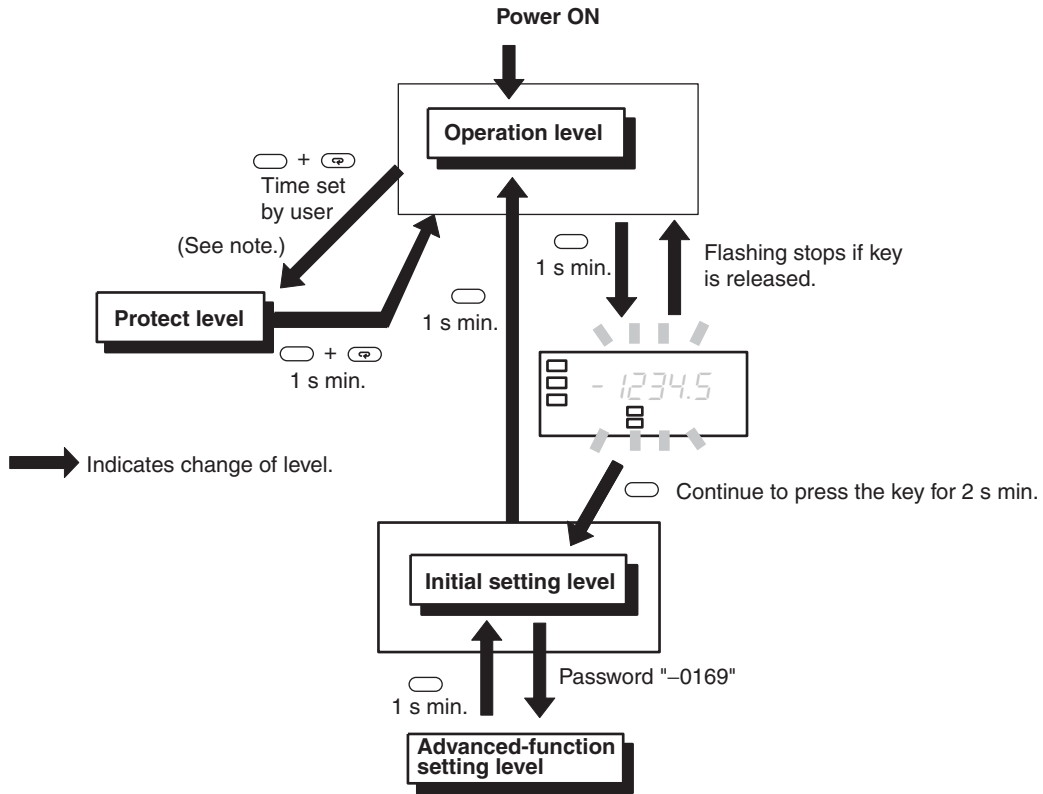 Power ON
Operation level
+
Time set
by user
(See note.)
1 s min.
Flashing stops if key
is released.
Protect level
1 s min.
+
1 s min.
-1234.5
Indicates change of level.
Continue to press the key for 2 s min.
Initial setting level
Password "–0169"
1 s min.
Advanced-function
setting level